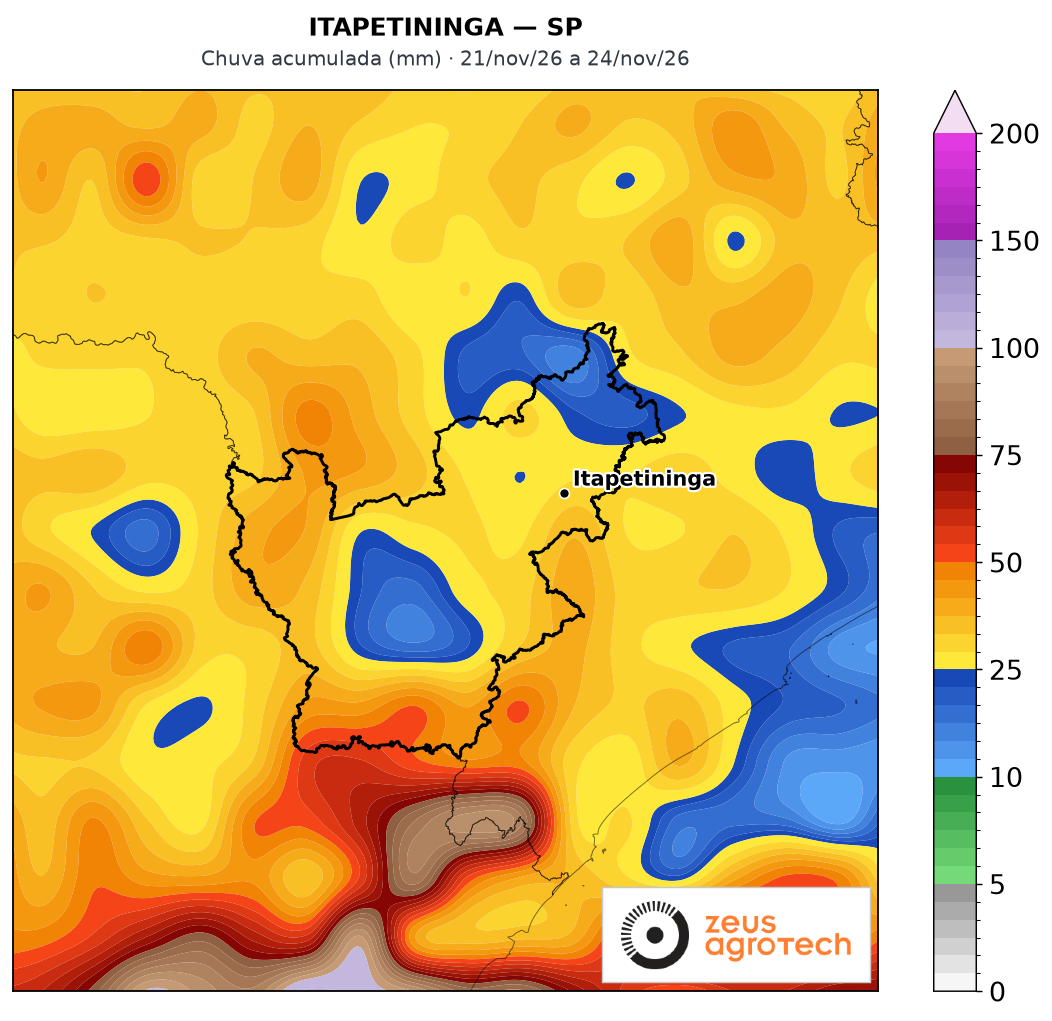 ITAPETININGA — SP
Chuva acumulada (mm) · 21/nov/26 a 24/nov/26
200
150
100
75
50
25
10
5
0
Itapetininga
zeus
agrotech